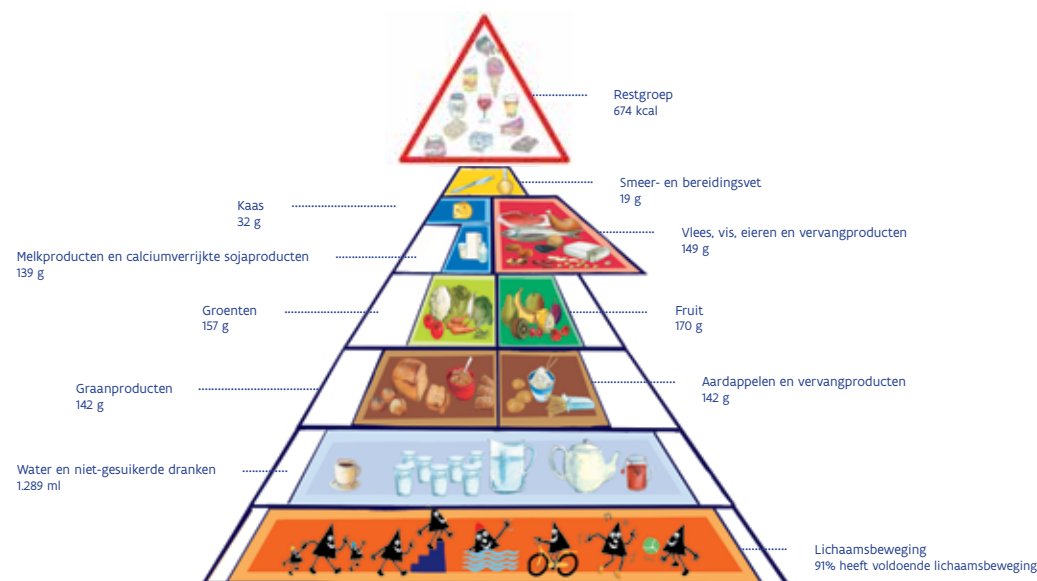 Restgroep
674 kcal
Smeer- en bereidingsvet
19 g
Kaas
32 g
Vlees, vis, eieren en vervangproducten
149 g
Melkproducten en calciumverrijkte sojaproducten
139 g
Groenten
157 g
Fruit
170 g
Graanproducten
142 g
Aardappelen en vervangproducten
142 g
Water en niet-gesuikerde dranken
1.289 ml
Lichaamsbeweging
91% heeft voldoende lichaamsbeweging